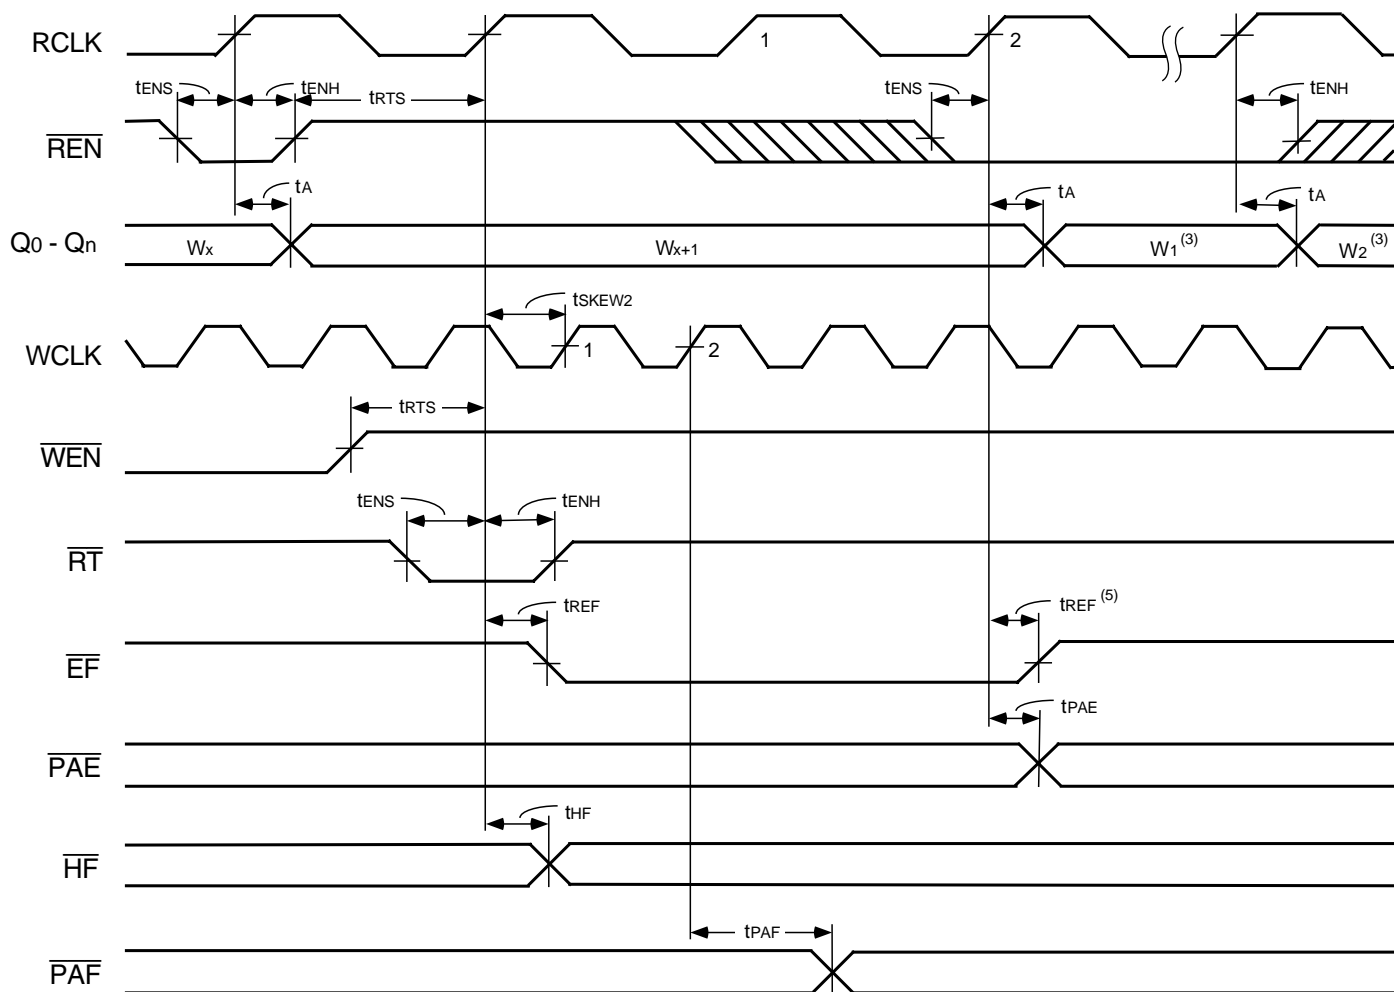 RCLK 1 2
tENS tENH tRTS tENS tENH
REN
tA tA tA
Q0 - Qn Wx Wx+1 W1(3) W2(3)
tSKEW2
WCLK 1 2
tRTS
WEN
tENS tENH
RT
tREF tREF(5)
EF
tPAE
PAE
tHF
HF
tPAF
PAF